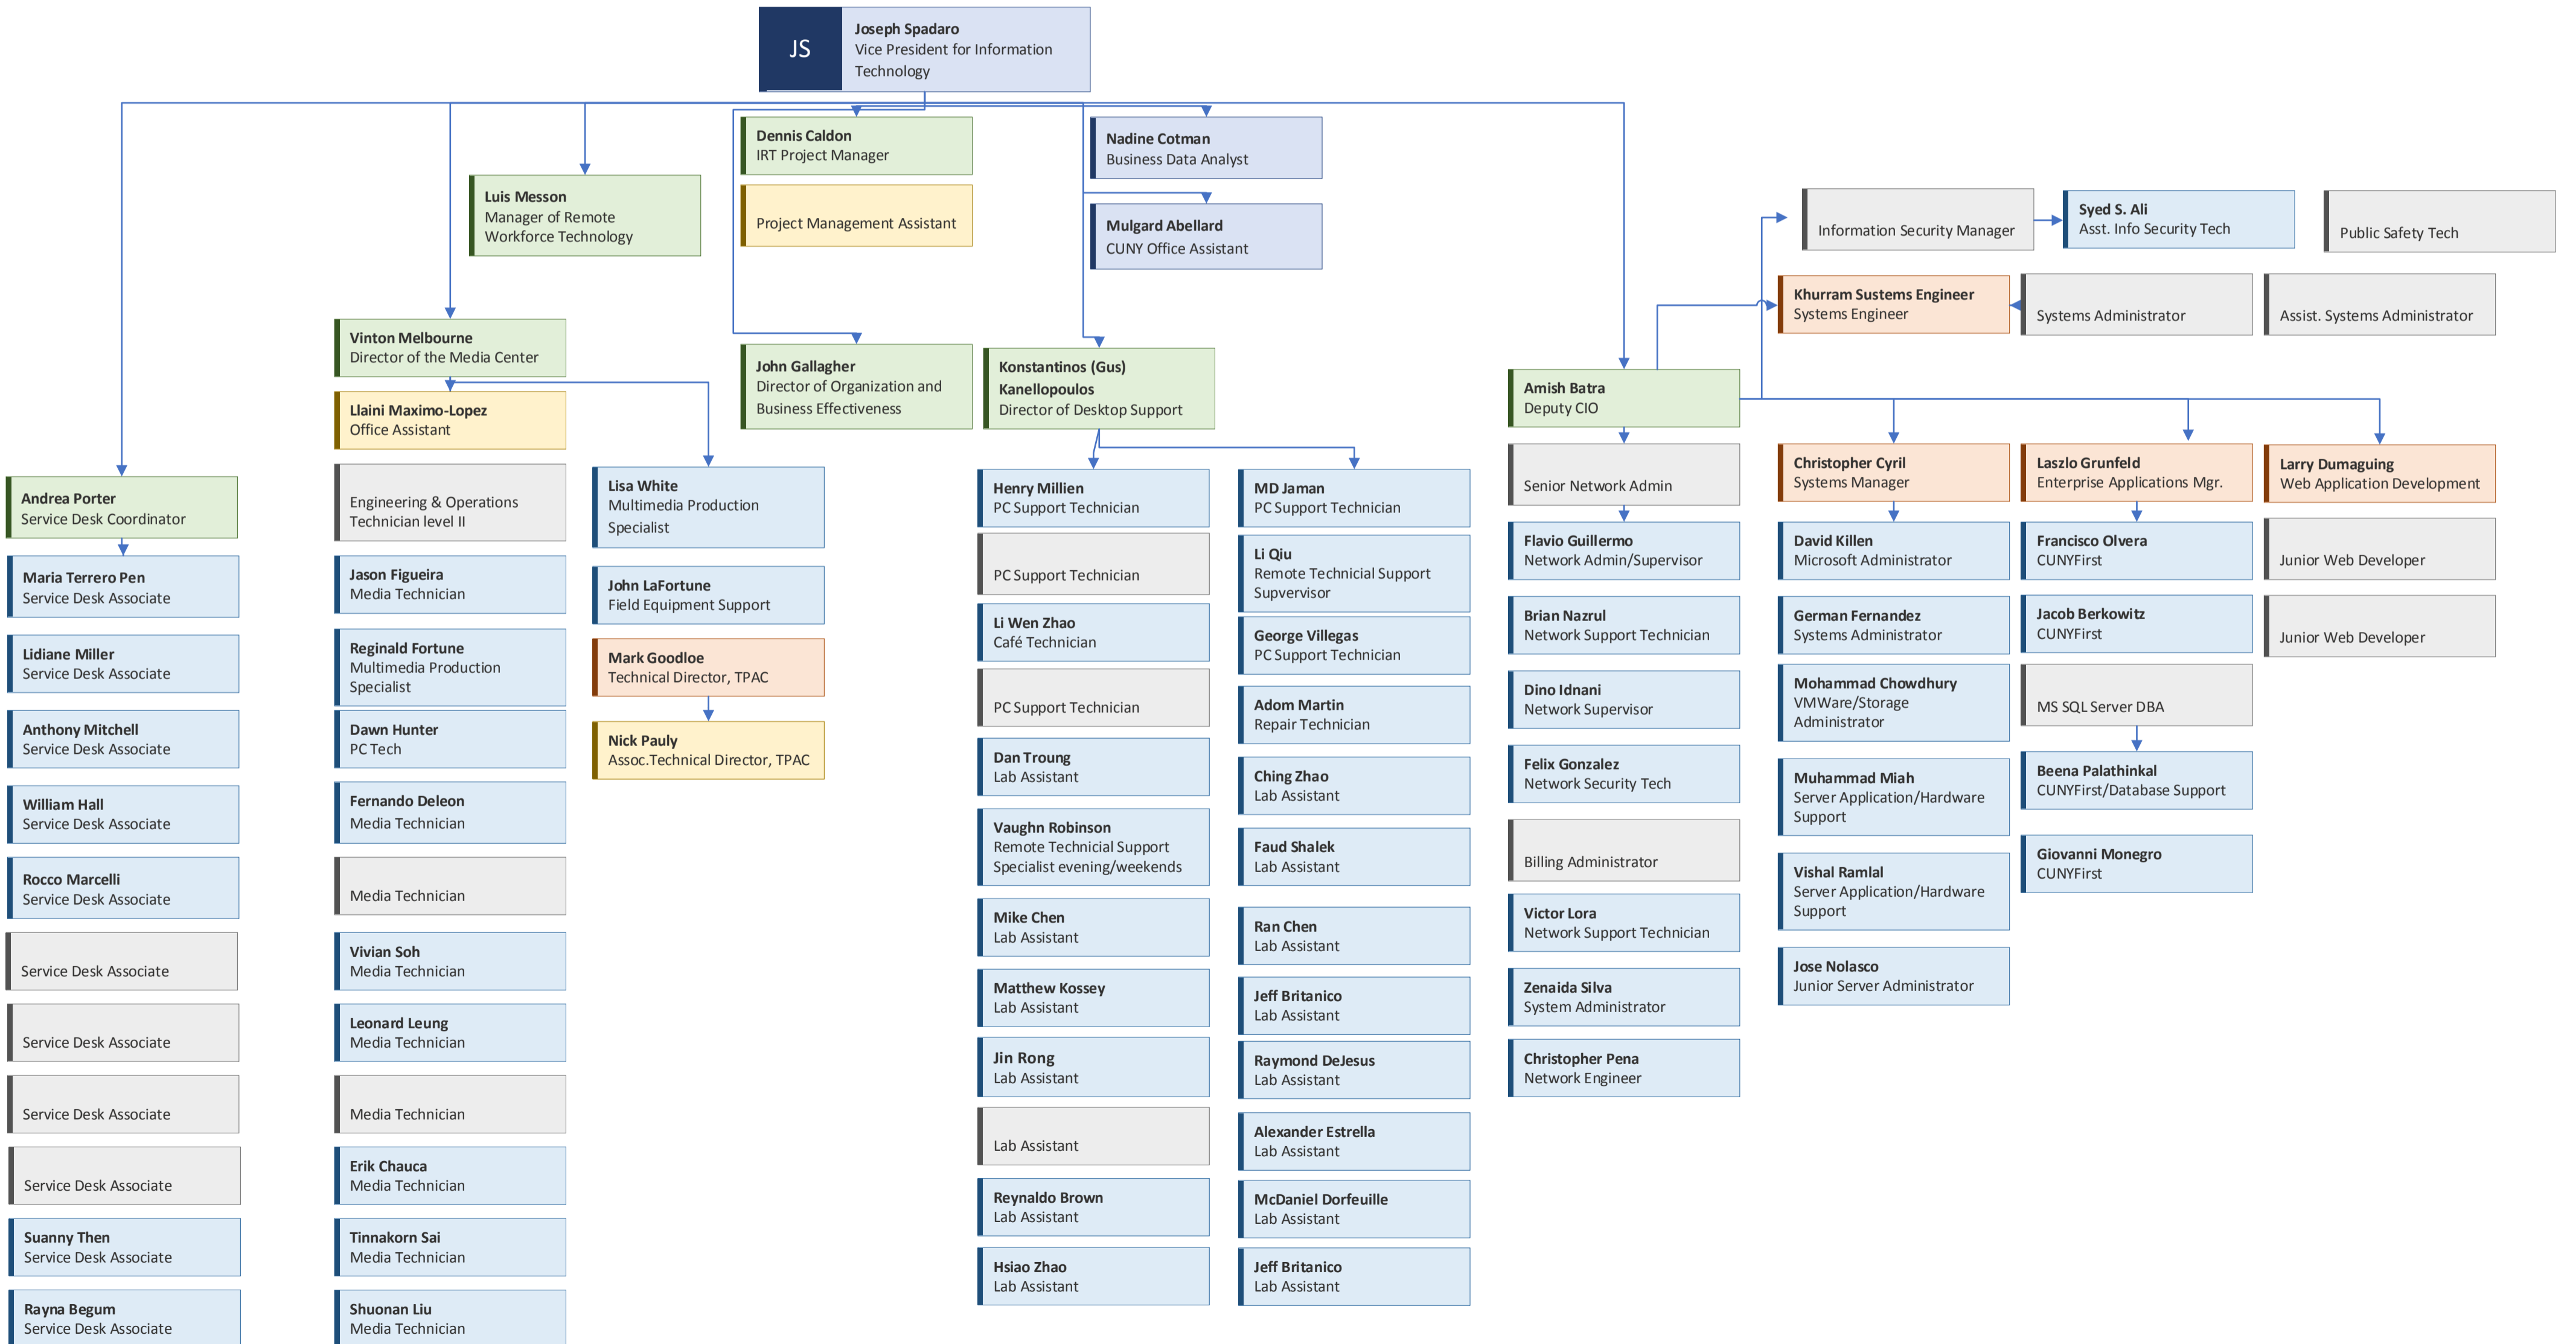 JS
Joseph Spadaro
Vice President for Information
Technology
Dennis Caldon
IRT Project Manager
Project Management Assistant
Nadine Cotman
Business Data Analyst
Mulgard Abellard
CUNY Office Assistant
Luis Messon
Manager of Remote
Workforce Technology
Information Security Manager
Syed S. Ali
Asst. Info Security Tech
Public Safety Tech
Khurram Sustems Engineer
Systems Engineer
Systems Administrator
Assist. Systems Administrator
Andrea Porter
Service Desk Coordinator
Maria Terrero Pen
Service Desk Associate
Lidiane Miller
Service Desk Associate
Anthony Mitchell
Service Desk Associate
William Hall
Service Desk Associate
Rocco Marcelli
Service Desk Associate
Service Desk Associate
Service Desk Associate
Service Desk Associate
Service Desk Associate
Suanny Then
Service Desk Associate
Rayna Begum
Service Desk Associate
Vinton Melbourne
Director of the Media Center
Llaini Maximo-Lopez
Office Assistant
Engineering & Operations
Technician level II
Jason Figueira
Media Technician
Reginald Fortune
Multimedia Production
Specialist
Dawn Hunter
PC Tech
Fernando Deleon
Media Technician
Media Technician
Vivian Soh
Media Technician
Leonard Leung
Media Technician
Media Technician
Erik Chauca
Media Technician
Tinnakorn Sai
Media Technician
Shuonan Liu
Media Technician
Lisa White
Multimedia Production
Specialist
John LaFortune
Field Equipment Support
Mark Goodloe
Technical Director, TPAC
Nick Pauly
Assoc.Technical Director, TPAC
John Gallagher
Director of Organization and
Business Effectiveness
Konstantinos (Gus)
Kanellopoulos
Director of Desktop Support
Henry Millien
PC Support Technician
PC Support Technician
Li Wen Zhao
Café Technician
PC Support Technician
Dan Troung
Lab Assistant
Vaughn Robinson
Remote Technicial Support
Specialist evening/weekends
Mike Chen
Lab Assistant
Matthew Kossey
Lab Assistant
Jin Rong
Lab Assistant
Lab Assistant
Reynaldo Brown
Lab Assistant
Hsiao Zhao
Lab Assistant
MD Jaman
PC Support Technician
Li Qiu
Remote Technicial Support
Supvervisor
George Villegas
PC Support Technician
Adom Martin
Repair Technician
Ching Zhao
Lab Assistant
Faud Shalek
Lab Assistant
Ran Chen
Lab Assistant
Jeff Britanico
Lab Assistant
Raymond DeJesus
Lab Assistant
Alexander Estrella
Lab Assistant
McDaniel Dorfeuille
Lab Assistant
Jeff Britanico
Lab Assistant
Amish Batra
Deputy CIO
Senior Network Admin
Flavio Guillermo
Network Admin/Supervisor
Brian Nazrul
Network Support Technician
Dino Idnani
Network Supervisor
Felix Gonzalez
Network Security Tech
Billing Administrator
Victor Lora
Network Support Technician
Zenaida Silva
System Administrator
Christopher Pena
Network Engineer
Christopher Cyril
Systems Manager
David Killen
Microsoft Administrator
German Fernandez
Systems Administrator
Mohammad Chowdhury
VMWare/Storage
Administrator
Muhammad Miah
Server Application/Hardware
Support
Vishal Ramlal
Server Application/Hardware
Support
Jose Nolasco
Junior Server Administrator
Laszlo Grunfeld
Enterprise Applications Mgr.
Francisco Olvera
CUNYFirst
Jacob Berkowitz
CUNYFirst
MS SQL Server DBA
Beena Palathinkal
CUNYFirst/Database Support
Giovanni Monegro
CUNYFirst
Larry Dumaguing
Web Application Development
Junior Web Developer
Junior Web Developer